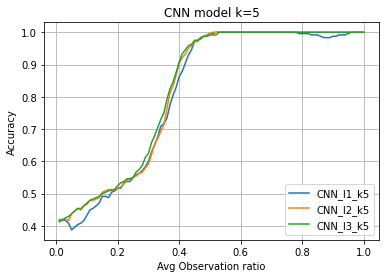 CNN model k=5
1.0
0.9
0.8
0.7
0.6
0.5
0.4
Accuracy
0.0
0.2
0.4
0.6
0.8
1.0
Avg Observation ratio
CNN_l1_k5
CNN_l2_k5
CNN_l3_k5